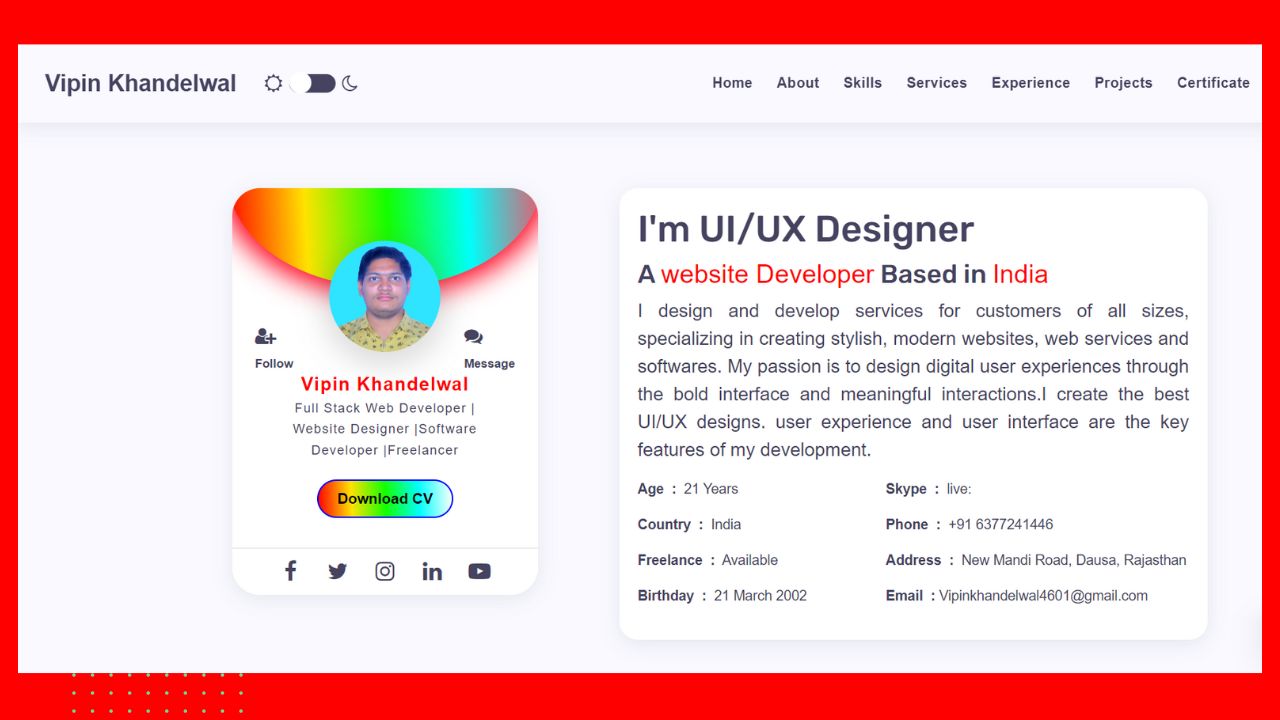 Vipin Khandelwal
Home About Skills Services Experience Projects Certificate
Follow
Message
Vipin Khandelwal
Full Stack Web Developer |
Website Designer |Software
Developer |Freelancer
Download CV
I'm UI/UX Designer
A website Developer Based in India
I design and develop services for customers of all sizes,
specializing in creating stylish, modern websites, web services and
softwares. My passion is to design digital user experiences through
the bold interface and meaningful interactions.I create the best
UI/UX designs. user experience and user interface are the key
features of my development.
Age : 21 Years
Skype : live:
Country : India
Phone : +91 6377241446
Freelance : Available
Address : New Mandi Road, Dausa, Rajasthan
Birthday : 21 March 2002
Email : Vipinkhandelwal4601@gmail.com